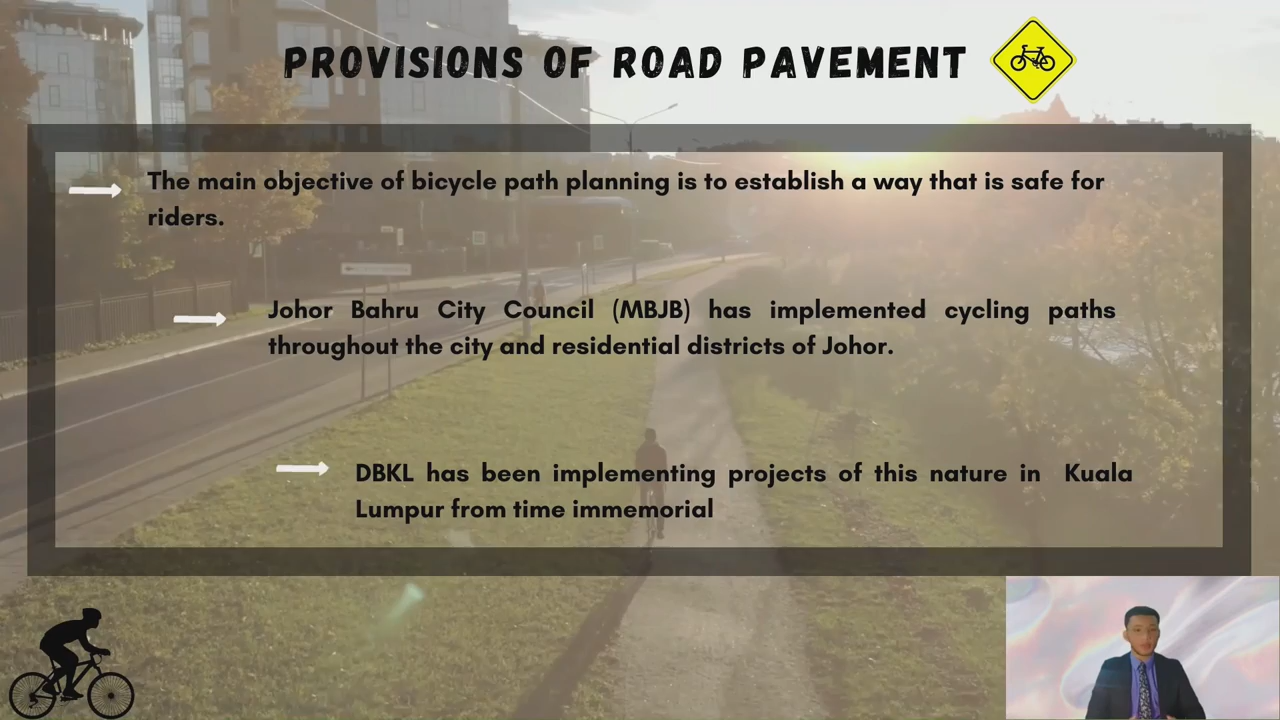 PROVISIONS OF ROAD PAVEMENT
The main objective of bicycle path planning is to establish a way that is safe for
riders.
Johor Bahru City Council (MBJB) has implemented cycling paths
throughout the city and residential districts of Johor.
DBKL has been implementing projects of this nature in Kuala
Lumpur from time immemorial